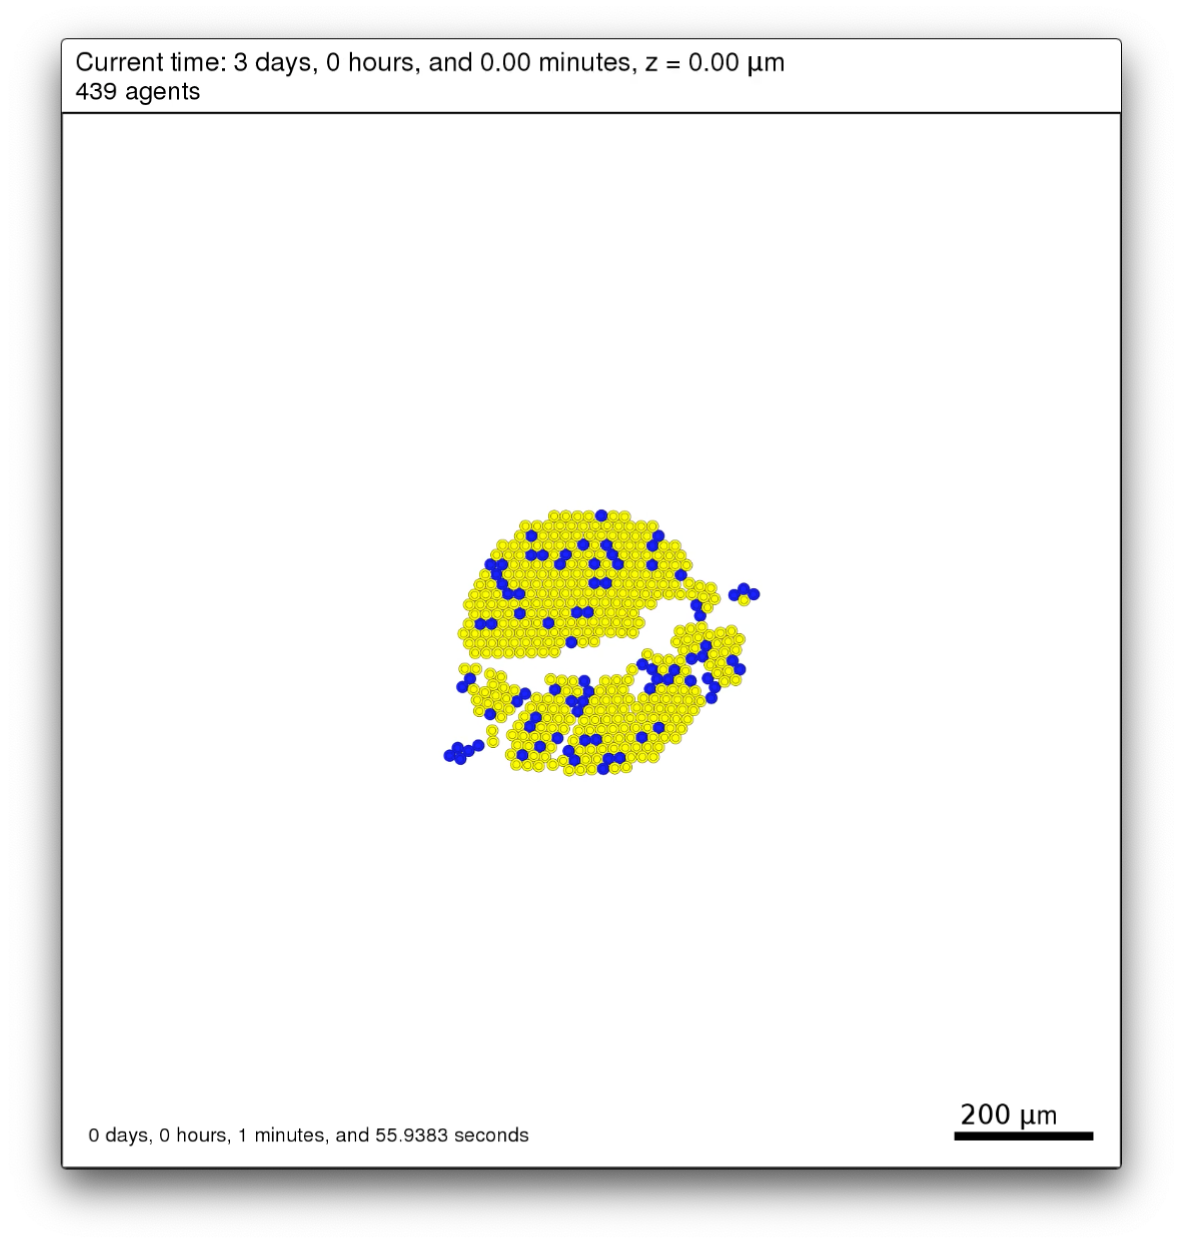 Current time: 3 days, 0 hours, and 0.00 minutes, z = 0.00 μm
439 agents
200 μm
0 days, 0 hours, 1 minutes, and 55.9383 seconds